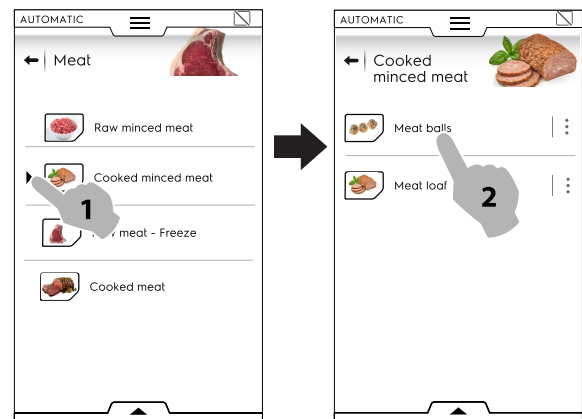 AUTOMATIC
Meat
Raw minced meat
Cooked minced meat
1
meat - Freeze
Cooked meat
AUTOMATIC
Cooked
minced meat
Meat balls
Meat loaf
2